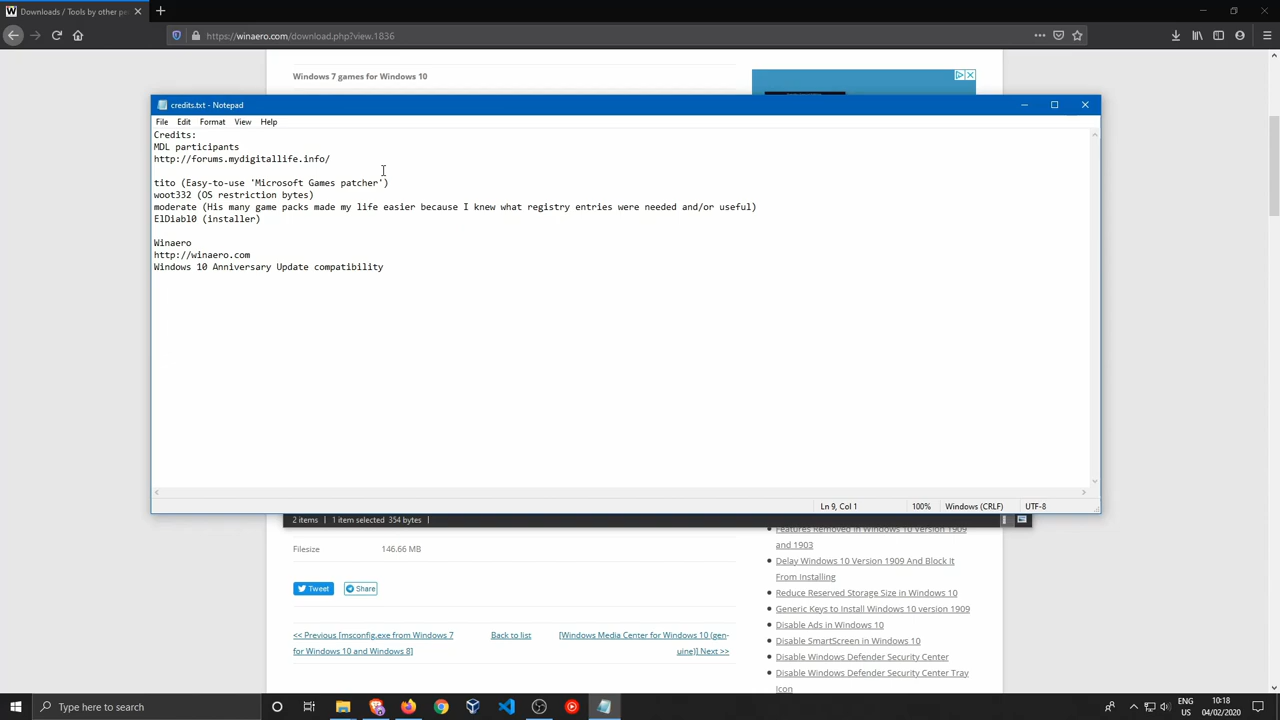 Downloads / Tools by other pe
https://winaero.com/download.php?view.1836
Windows 7 games for Windows 10
credits.txt - Notepad
File Edit Format View Help
Credits:
MDL participants
http://forums.mydigitallife.info/
tito (Easy-to-use 'Microsoft Games patcher')
woot332 (OS restriction bytes)
moderate (His many game packs made my life easier because I knew what registry entries were needed and/or useful)
ElDiabl0 (installer)
Winaero
http://winaero.com
Windows 10 Anniversary Update compatibility
Ln 9, Col 1 100% Windows (CRLF) UTF-8
2 items 1 item selected 354 bytes
Filesize 146.66 MB
Tweet Share
<< Previous [msconfig.exe from Windows 7
for Windows 10 and Windows 8]
Back to list
[Windows Media Center for Windows 10 (gen-
uine)] Next >>
Features Removed in Windows 10 Version 1909
and 1903
Delay Windows 10 Version 1909 And Block It
From Installing
Reduce Reserved Storage Size in Windows 10
Generic Keys to Install Windows 10 version 1909
Disable Ads in Windows 10
Disable SmartScreen in Windows 10
Disable Windows Defender Security Center
Disable Windows Defender Security Center Tray
Icon
Type here to search
ENG
US
10:18
04/02/2020